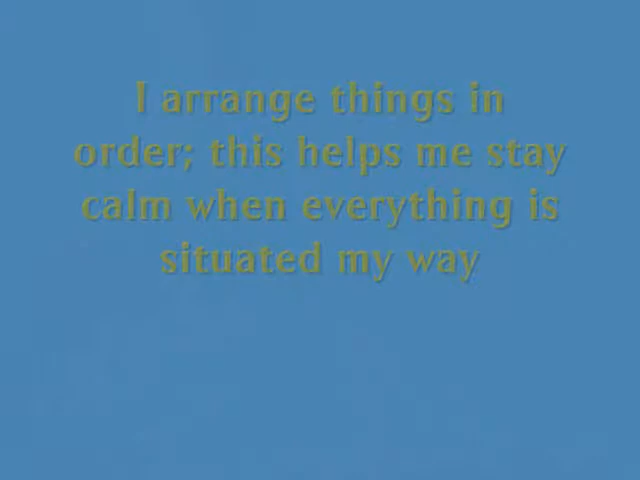 I arrange things in
order; this helps me stay
calm when everything is
situated my way